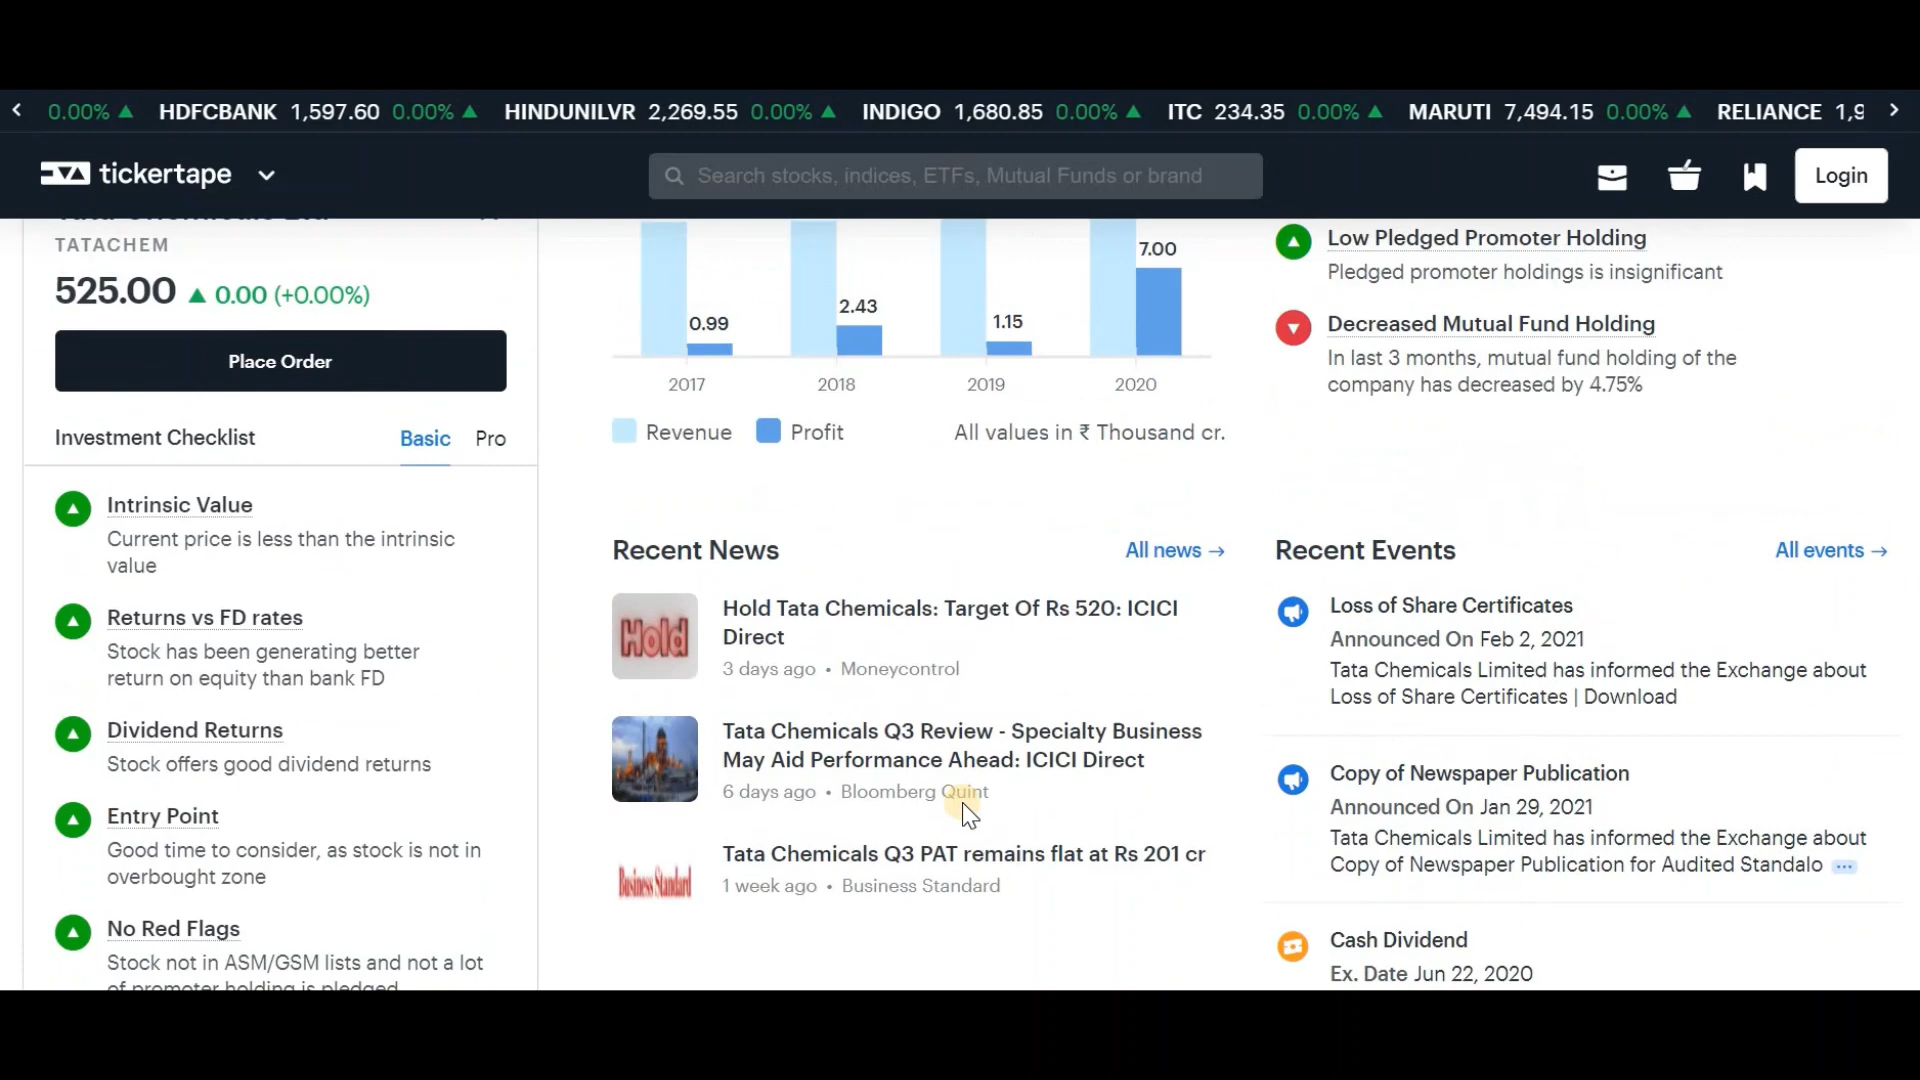 0.00% ▲ HDFCBANK 1,597.60 0.00% ▲ HINDUNILVR 2,269.55 0.00% ▲ INDIGO 1,680.85 0.00% ▲ ITC 234.35 0.00% ▲ MARUTI 7,494.15 0.00% ▲ RELIANCE 1,9
tickertape
Search stocks, indices, ETFs, Mutual Funds or brand
Login
TATACHEM
525.00 ▲ 0.00 (+0.00%)
Place Order
Investment Checklist Basic Pro
Intrinsic Value
Current price is less than the intrinsic
value
Returns vs FD rates
Stock has been generating better
return on equity than bank FD
Dividend Returns
Stock offers good dividend returns
Entry Point
Good time to consider, as stock is not in
overbought zone
No Red Flags
Stock not in ASM/GSM lists and not a lot
of promoter holding is pledged
0.99 2.43 1.15 7.00
2017 2018 2019 2020
Revenue Profit All values in ₹ Thousand cr.
Recent News All news →
Hold
Hold Tata Chemicals: Target Of Rs 520: ICICI
Direct
3 days ago • Moneycontrol
Tata Chemicals Q3 Review - Specialty Business
May Aid Performance Ahead: ICICI Direct
6 days ago • Bloomberg Quint
Business Standard
Tata Chemicals Q3 PAT remains flat at Rs 201 cr
1 week ago • Business Standard
Low Pledged Promoter Holding
Pledged promoter holdings is insignificant
Decreased Mutual Fund Holding
In last 3 months, mutual fund holding of the
company has decreased by 4.75%
Recent Events All events →
Loss of Share Certificates
Announced On Feb 2, 2021
Tata Chemicals Limited has informed the Exchange about
Loss of Share Certificates | Download
Copy of Newspaper Publication
Announced On Jan 29, 2021
Tata Chemicals Limited has informed the Exchange about
Copy of Newspaper Publication for Audited Standalo ...
Cash Dividend
Ex. Date Jun 22, 2020